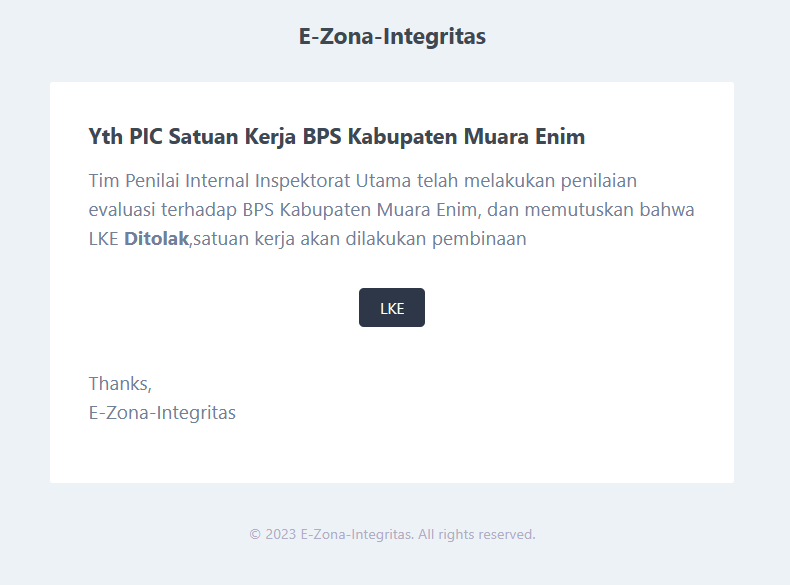 E-Zona-Integritas
Yth PIC Satuan Kerja BPS Kabupaten Muara Enim
Tim Penilai Internal Inspektorat Utama telah melakukan penilaian
evaluasi terhadap BPS Kabupaten Muara Enim, dan memutuskan bahwa
LKE Ditolak,satuan kerja akan dilakukan pembinaan
LKE
Thanks,
E-Zona-Integritas
© 2023 E-Zona-Integritas. All rights reserved.